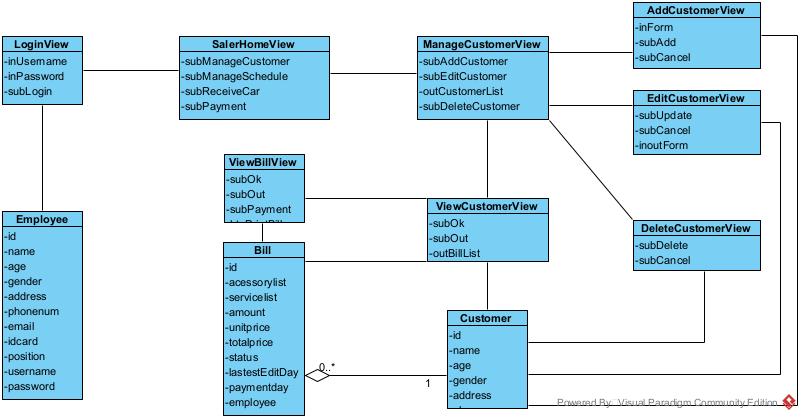 LoginView
-inUsername
-inPassword
-subLogin
SalerHomeView
-subManageCustomer
-subManageSchedule
-subReceiveCar
-subPayment
ManageCustomerView
-subAddCustomer
-subEditCustomer
-outCustomerList
-subDeleteCustomer
AddCustomerView
-inForm
-subAdd
-subCancel
EditCustomerView
-subUpdate
-subCancel
-inoutForm
ViewBillView
-subOk
-subOut
-subPayment
ViewCustomerView
-subOk
-subOut
-outBillList
DeleteCustomerView
-subDelete
-subCancel
Employee
-id
-name
-age
-gender
-address
-phonenum
-email
-idcard
-position
-username
-password
Bill
-id
-acessorylist
-servicelist
-amount
-unitprice
-totalprice
-status
-lastestEditDay
-paymentday
-employee
0..*
1
Customer
-id
-name
-age
-gender
-address
Powered By: Visual Paradigm Community Edition